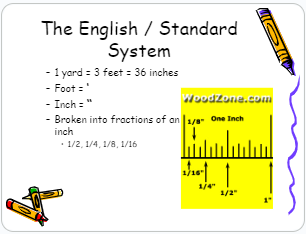 The English / Standard
System
– 1 yard = 3 feet = 36 inches
– Foot = ‘
– Inch = “
– Broken into fractions of an
inch
• 1/2, 1/4, 1/8, 1/16
WoodZone.com
One Inch
1/8"
1/16"
1/4"
1/2"
1"